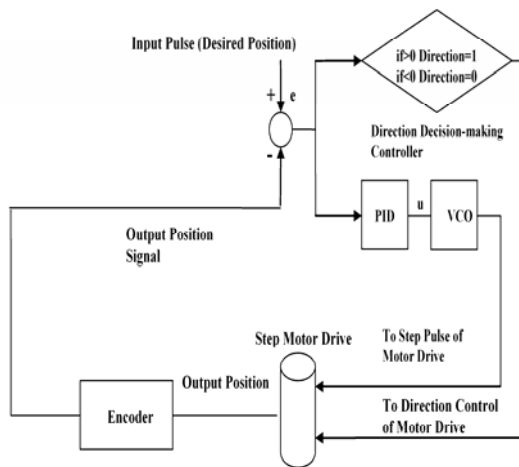 Input Pulse (Desired Position)
+
e
-
if>0 Direction=1
if<0 Direction=0
Direction Decision-making
Controller
PID
u
VCO
Output Position
Signal
To Step Pulse of
Motor Drive
Step Motor Drive
Output Position
Encoder
To Direction Control
of Motor Drive